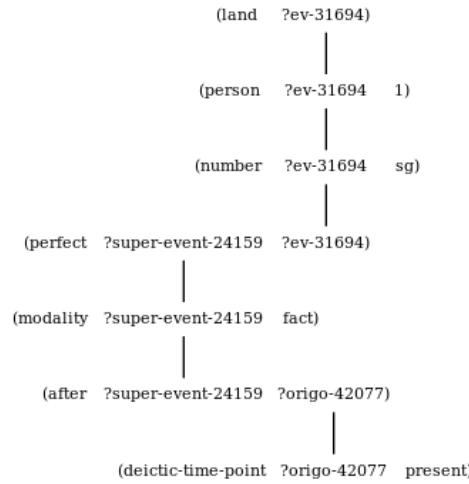 (land ?ev-31694)
(person ?ev-31694 1)
(number ?ev-31694 sg)
(perfect ?super-event-24159 ?ev-31694)
(modality ?super-event-24159 fact)
(after ?super-event-24159 ?origo-42077)
(deictic-time-point ?origo-42077 present)